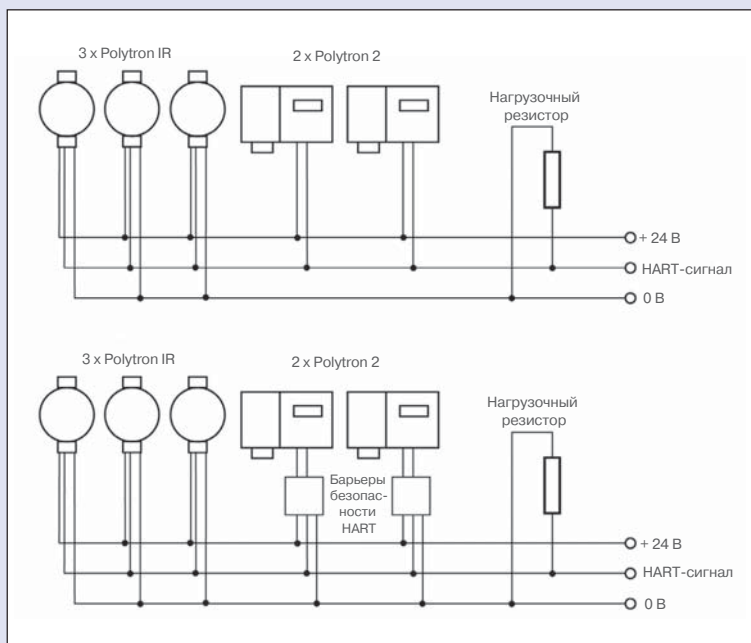 3 x Polytron IR
2 x Polytron 2
Нагрузочный
резистор
+ 24 В
HART-сигнал
0 В
3 x Polytron IR
2 x Polytron 2
Нагрузочный
резистор
Барьеры
безопас-
ности
HART
+ 24 В
HART-сигнал
0 В